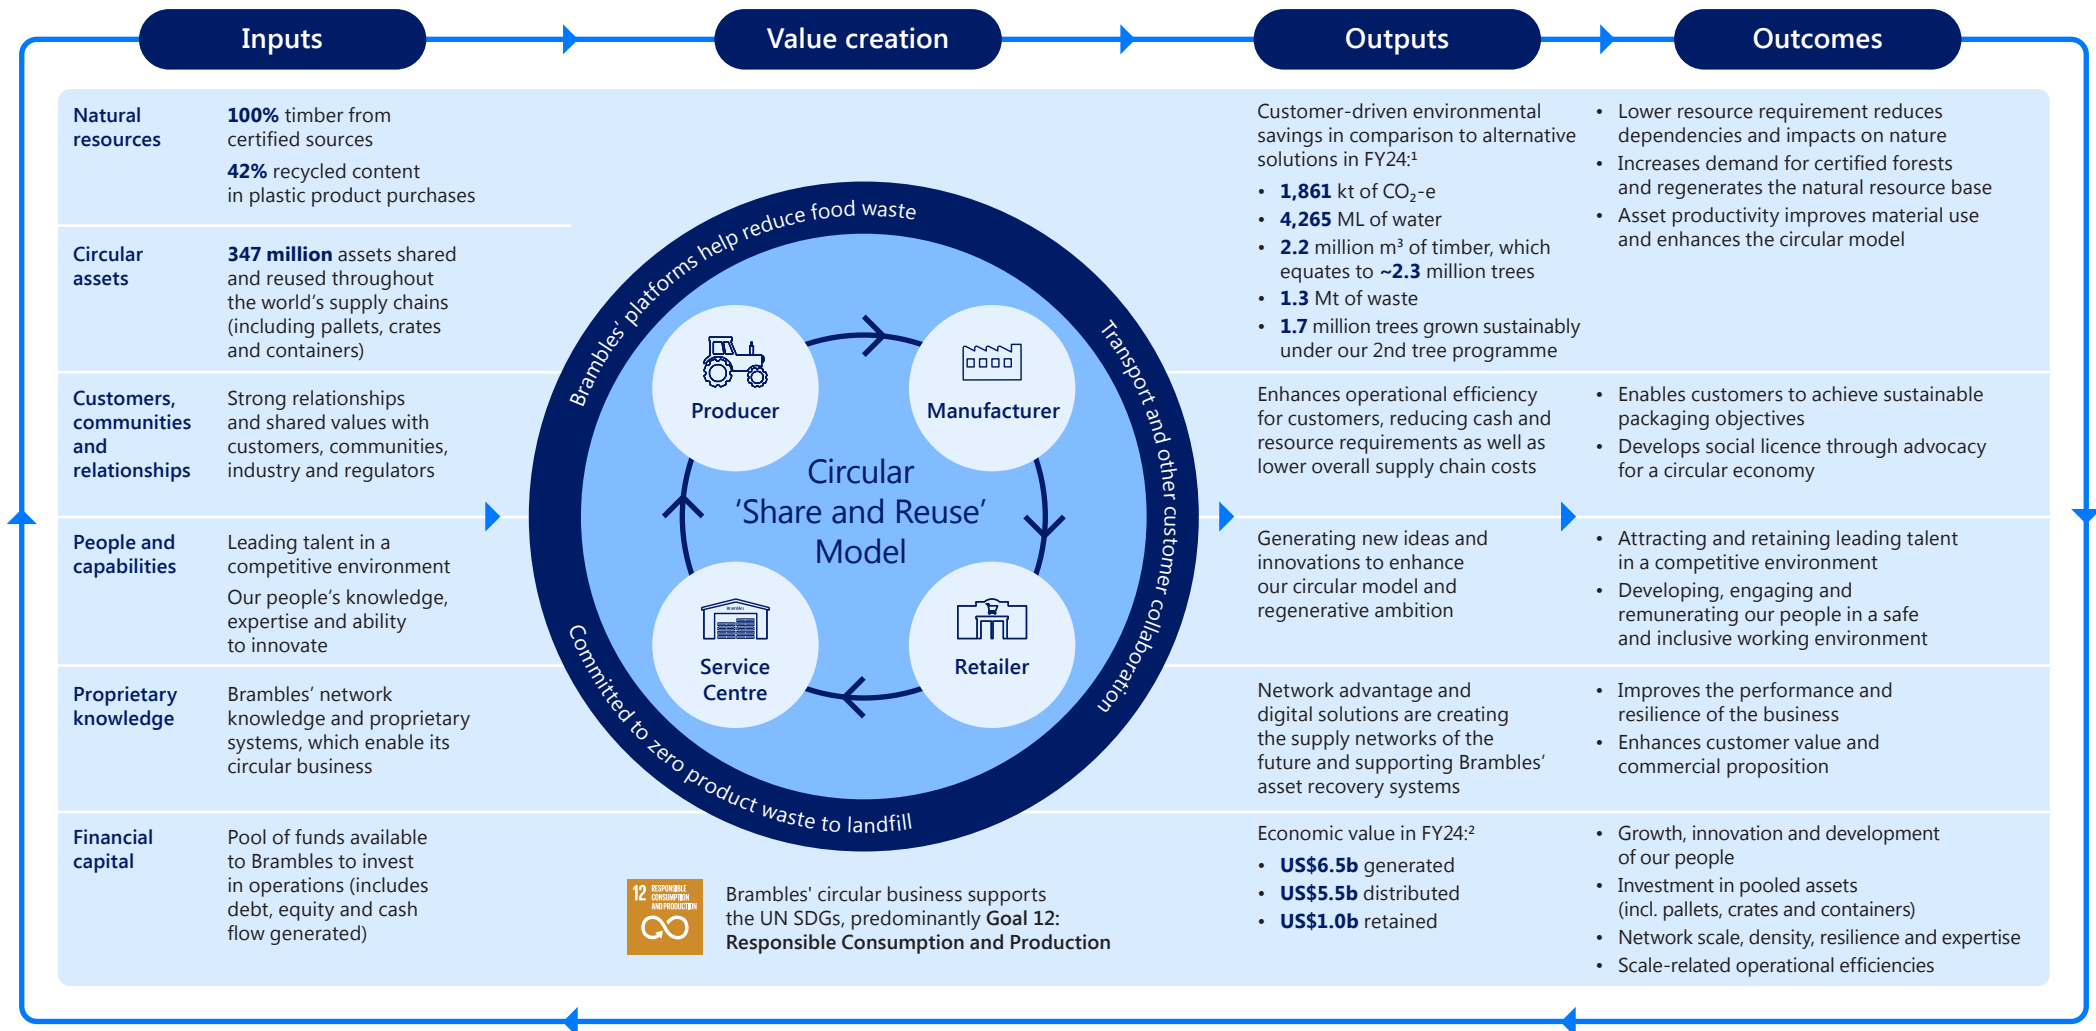 Inputs
Value creation
Outputs
Outcomes
Natural
resources
100% timber from
certified sources
42% recycled content
in plastic product purchases
Circular
assets
347 million assets shared
and reused throughout
the world's supply chains
(including pallets, crates
and containers)
Customers,
communities
and
relationships
Strong relationships
and shared values with
customers, communities,
industry and regulators
People and
capabilities
Leading talent in a
competitive environment
Our people's knowledge,
expertise and ability
to innovate
Proprietary
knowledge
Brambles' network
knowledge and proprietary
systems, which enable its
circular business
Financial
capital
Pool of funds available
to Brambles to invest
in operations (includes
debt, equity and cash
flow generated)
Brambles' platforms help reduce food waste
Transport and other customer collaboration
Committed to zero product waste to landfill
Producer
Manufacturer
Circular
'Share and Reuse'
Model
Brambles
Service
Centre
Retailer
12 RESPONSIBLE
CONSUMPTION
AND PRODUCTION
Brambles' circular business supports
the UN SDGs, predominantly Goal 12:
Responsible Consumption and Production
Customer-driven environmental
savings in comparison to alternative
solutions in FY24:¹
• 1,861 kt of CO₂-e
• 4,265 ML of water
• 2.2 million m³ of timber, which
equates to ~2.3 million trees
• 1.3 Mt of waste
• 1.7 million trees grown sustainably
under our 2nd tree programme
Enhances operational efficiency
for customers, reducing cash and
resource requirements as well as
lower overall supply chain costs
Generating new ideas and
innovations to enhance
our circular model and
regenerative ambition
Network advantage and
digital solutions are creating
the supply networks of the
future and supporting Brambles'
asset recovery systems
Economic value in FY24:²
• US$6.5b generated
• US$5.5b distributed
• US$1.0b retained
• Lower resource requirement reduces
dependencies and impacts on nature
• Increases demand for certified forests
and regenerates the natural resource base
• Asset productivity improves material use
and enhances the circular model
• Enables customers to achieve sustainable
packaging objectives
• Develops social licence through advocacy
for a circular economy
• Attracting and retaining leading talent
in a competitive environment
• Developing, engaging and
remunerating our people in a safe
and inclusive working environment
• Improves the performance and
resilience of the business
• Enhances customer value and
commercial proposition
• Growth, innovation and development
of our people
• Investment in pooled assets
(incl. pallets, crates and containers)
• Network scale, density, resilience and expertise
• Scale-related operational efficiencies